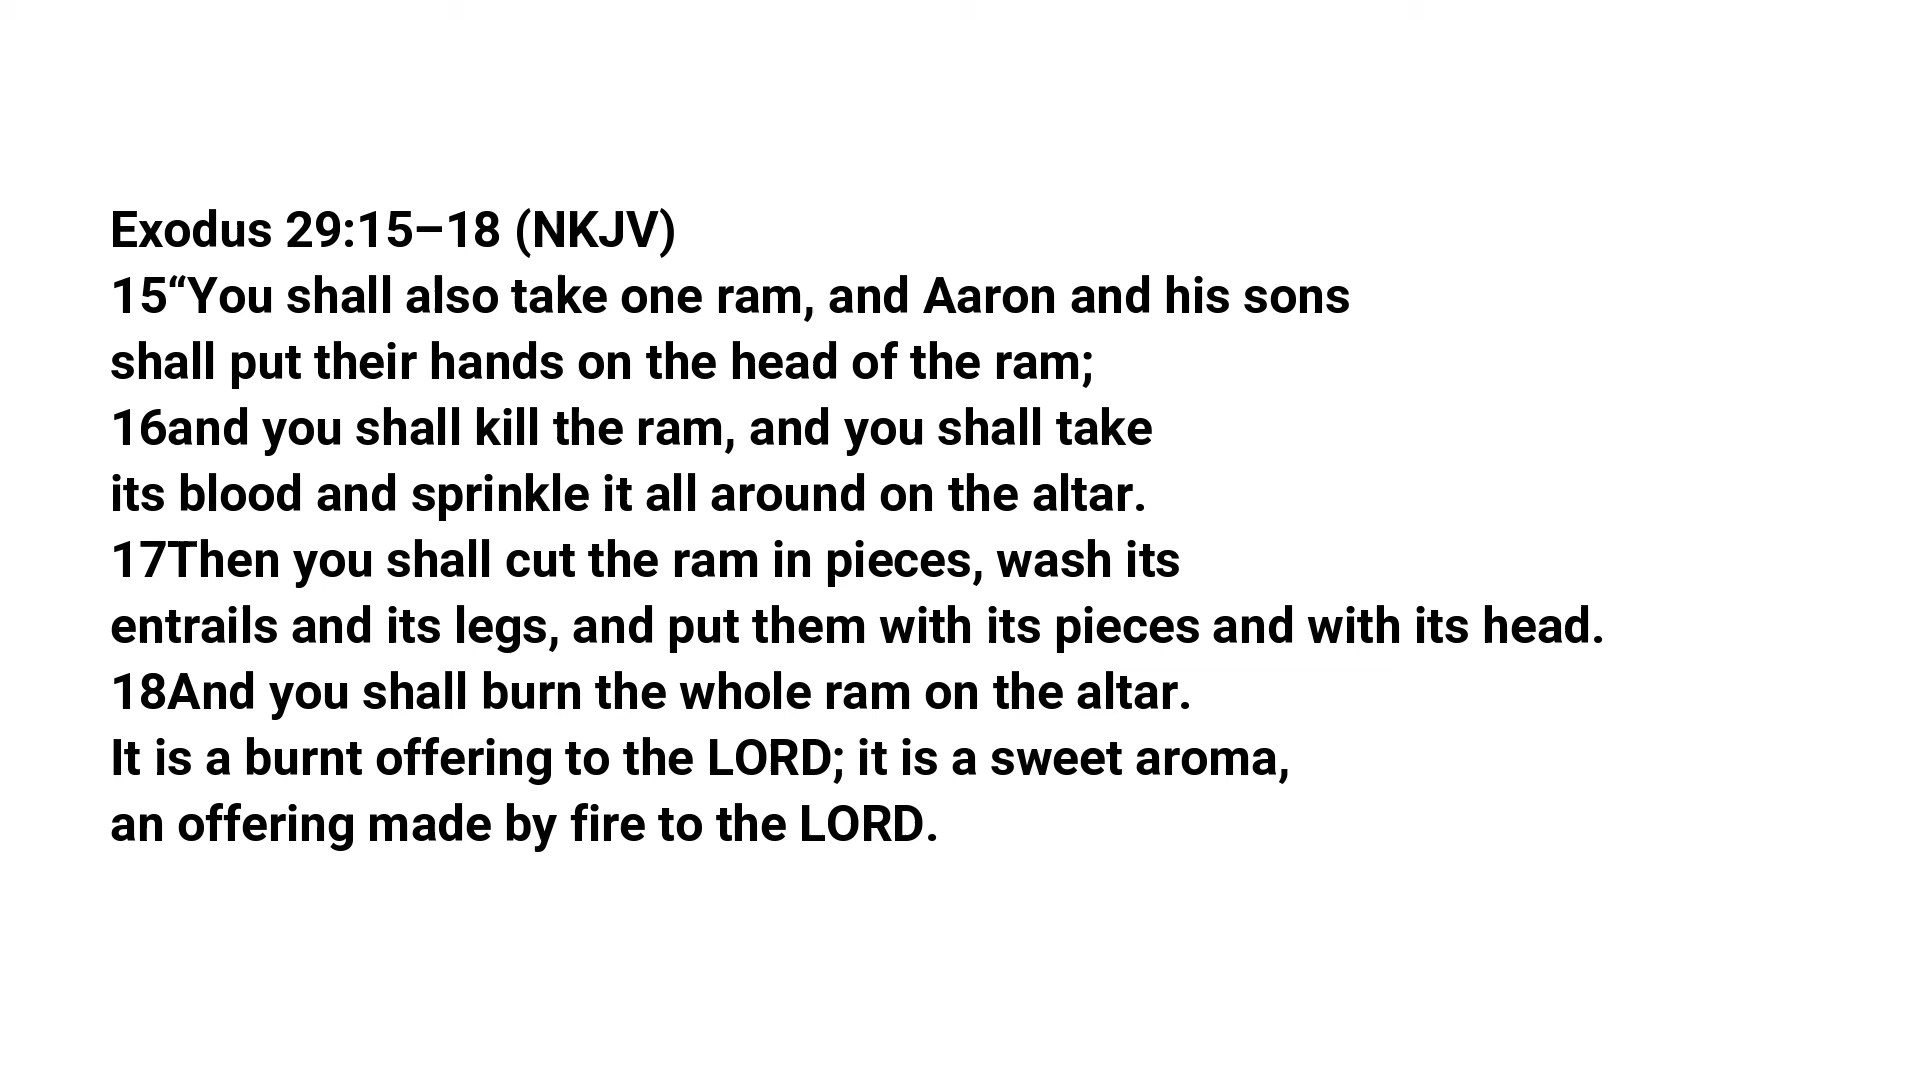 Exodus 29:15–18 (NKJV)
15“You shall also take one ram, and Aaron and his sons
shall put their hands on the head of the ram;
16and you shall kill the ram, and you shall take
its blood and sprinkle it all around on the altar.
17Then you shall cut the ram in pieces, wash its
entrails and its legs, and put them with its pieces and with its head.
18And you shall burn the whole ram on the altar.
It is a burnt offering to the LORD; it is a sweet aroma,
an offering made by fire to the LORD.